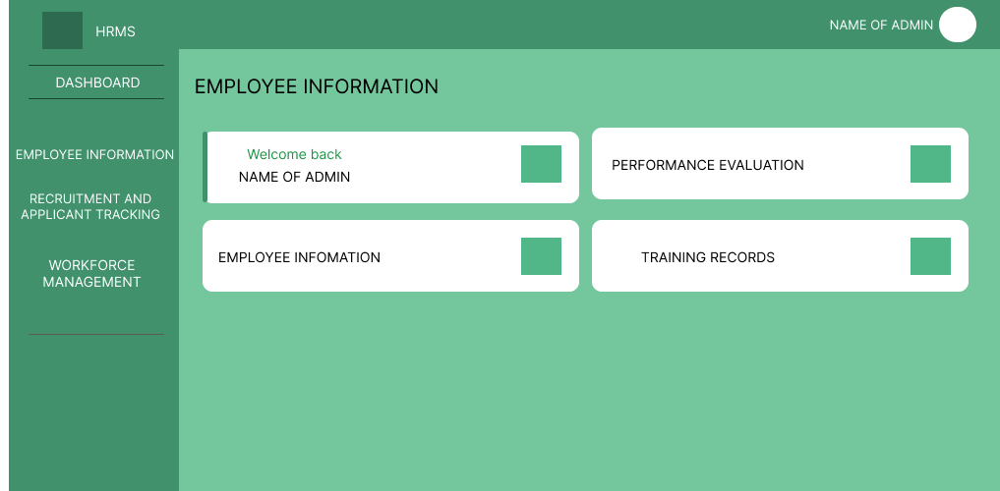 HRMS
NAME OF ADMIN
DASHBOARD
EMPLOYEE INFORMATION
RECRUITMENT AND
APPLICANT TRACKING
WORKFORCE
MANAGEMENT
EMPLOYEE INFORMATION
Welcome back
NAME OF ADMIN
PERFORMANCE EVALUATION
EMPLOYEE INFOMATION
TRAINING RECORDS